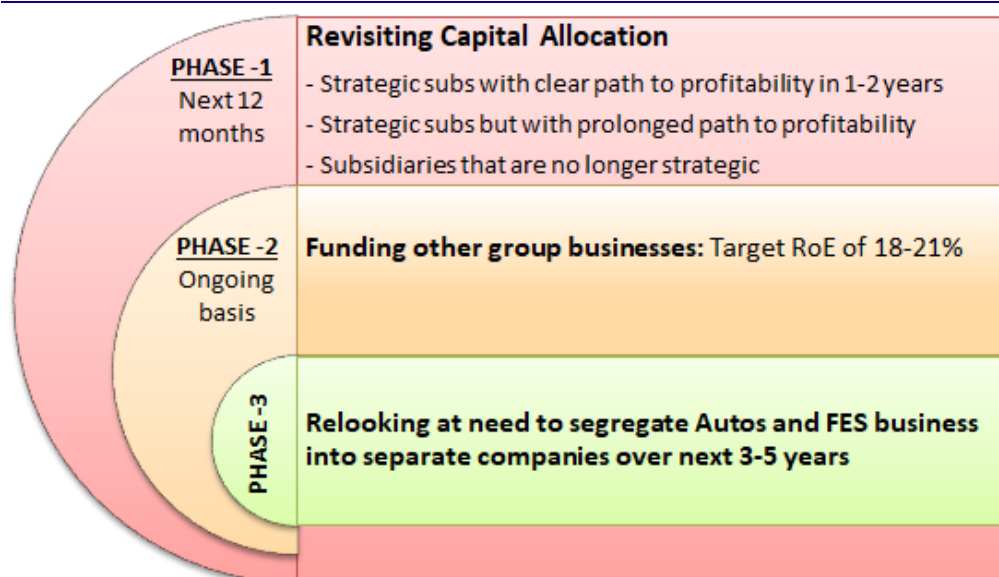 PHASE -1
Next 12
months
Revisiting Capital Allocation
- Strategic subs with clear path to profitability in 1-2 years
- Strategic subs but with prolonged path to profitability
- Subsidiaries that are no longer strategic
PHASE -2
Ongoing
basis
Funding other group businesses: Target RoE of 18-21%
PHASE -3
Relooking at need to segregate Autos and FES business
into separate companies over next 3-5 years